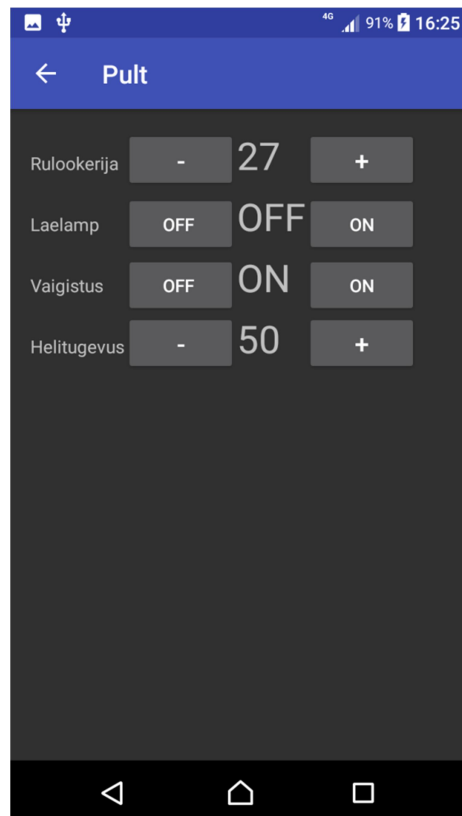 4G 91% 16:25
Pult
Rulookerija - 27 +
Laelamp OFF OFF ON
Vaigistus OFF ON ON
Helitugevus - 50 +